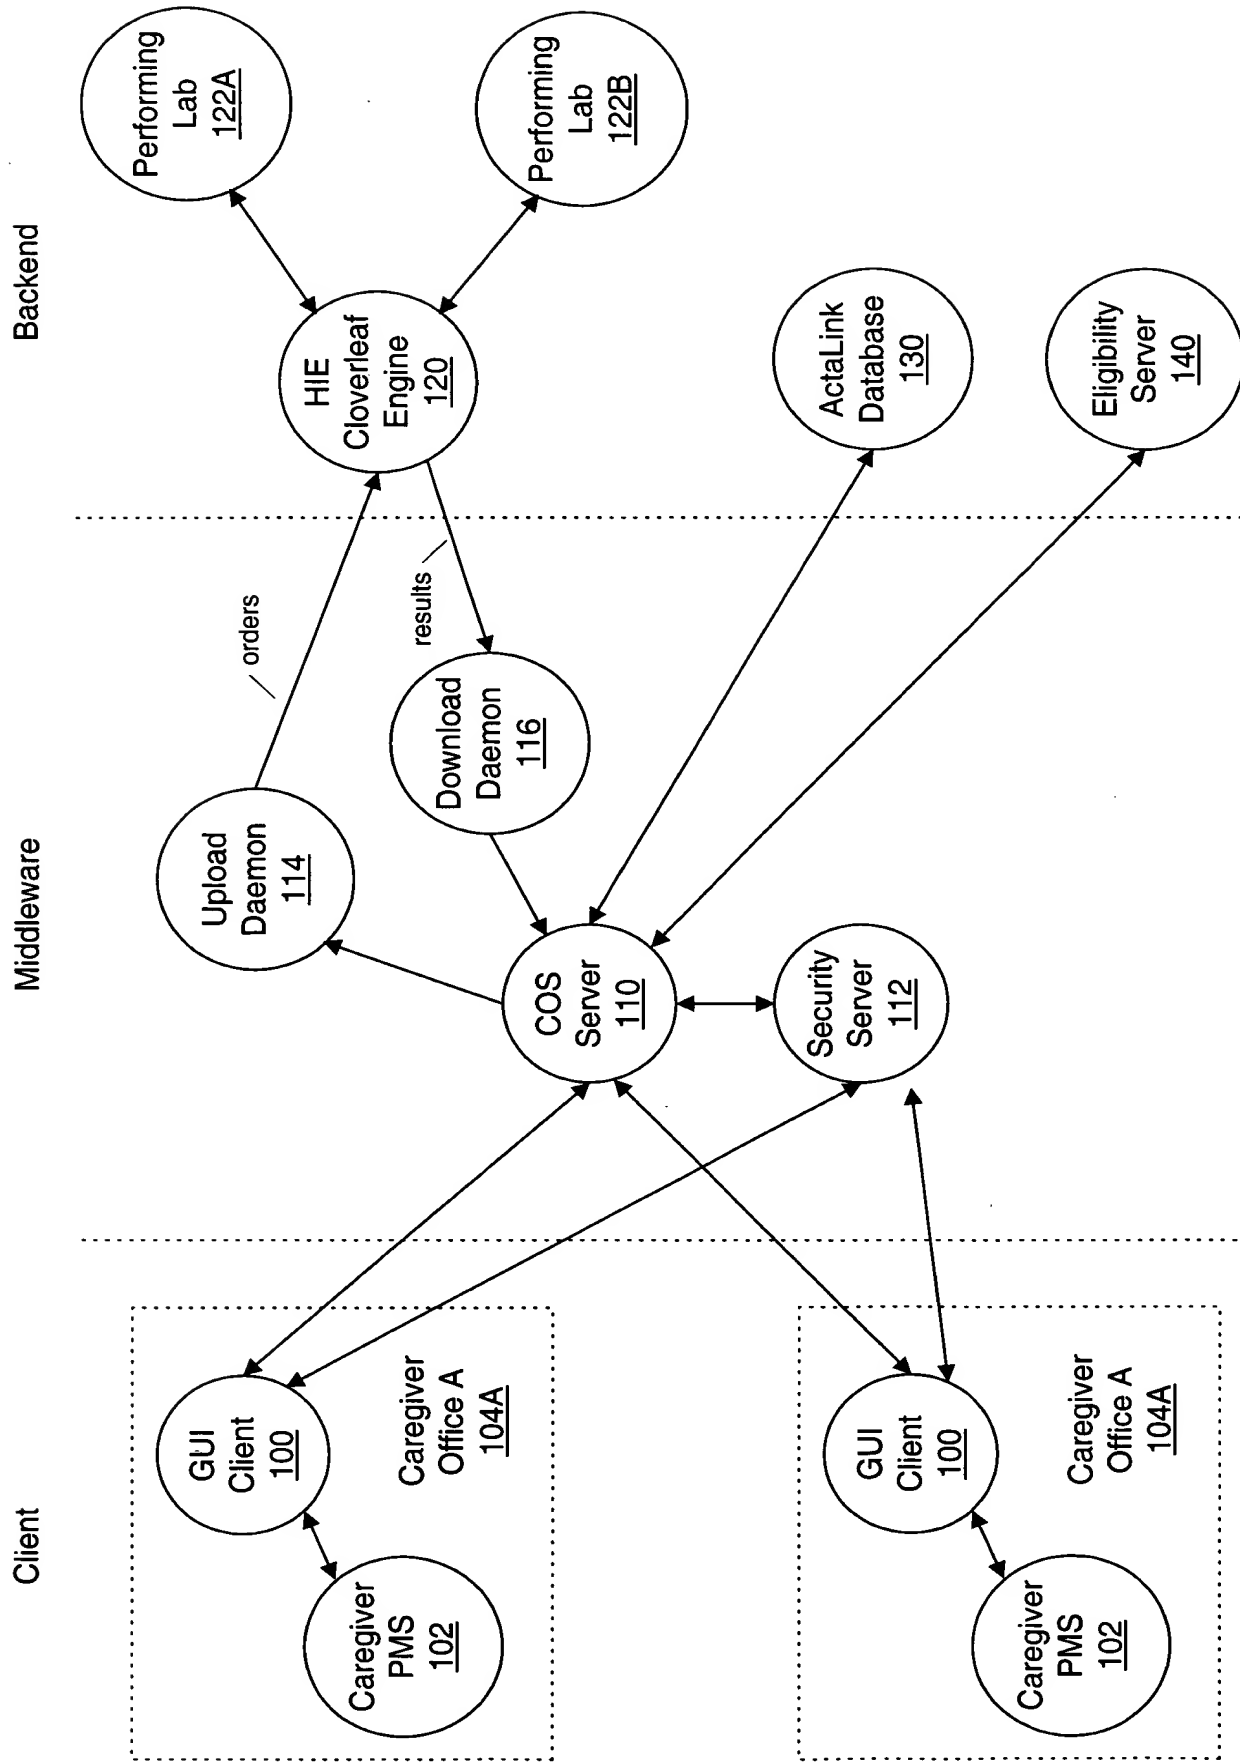 Client
Middleware
Backend
GUI
Client
100
Caregiver
PMS
102
Caregiver
Office A
104A
GUI
Client
100
Caregiver
PMS
102
Caregiver
Office A
104A
Upload
Daemon
114
orders
Download
Daemon
116
results
COS
Server
110
Security
Server
112
HIE
Cloverleaf
Engine
120
Performing
Lab
122A
Performing
Lab
122B
ActaLink
Database
130
Eligibility
Server
140